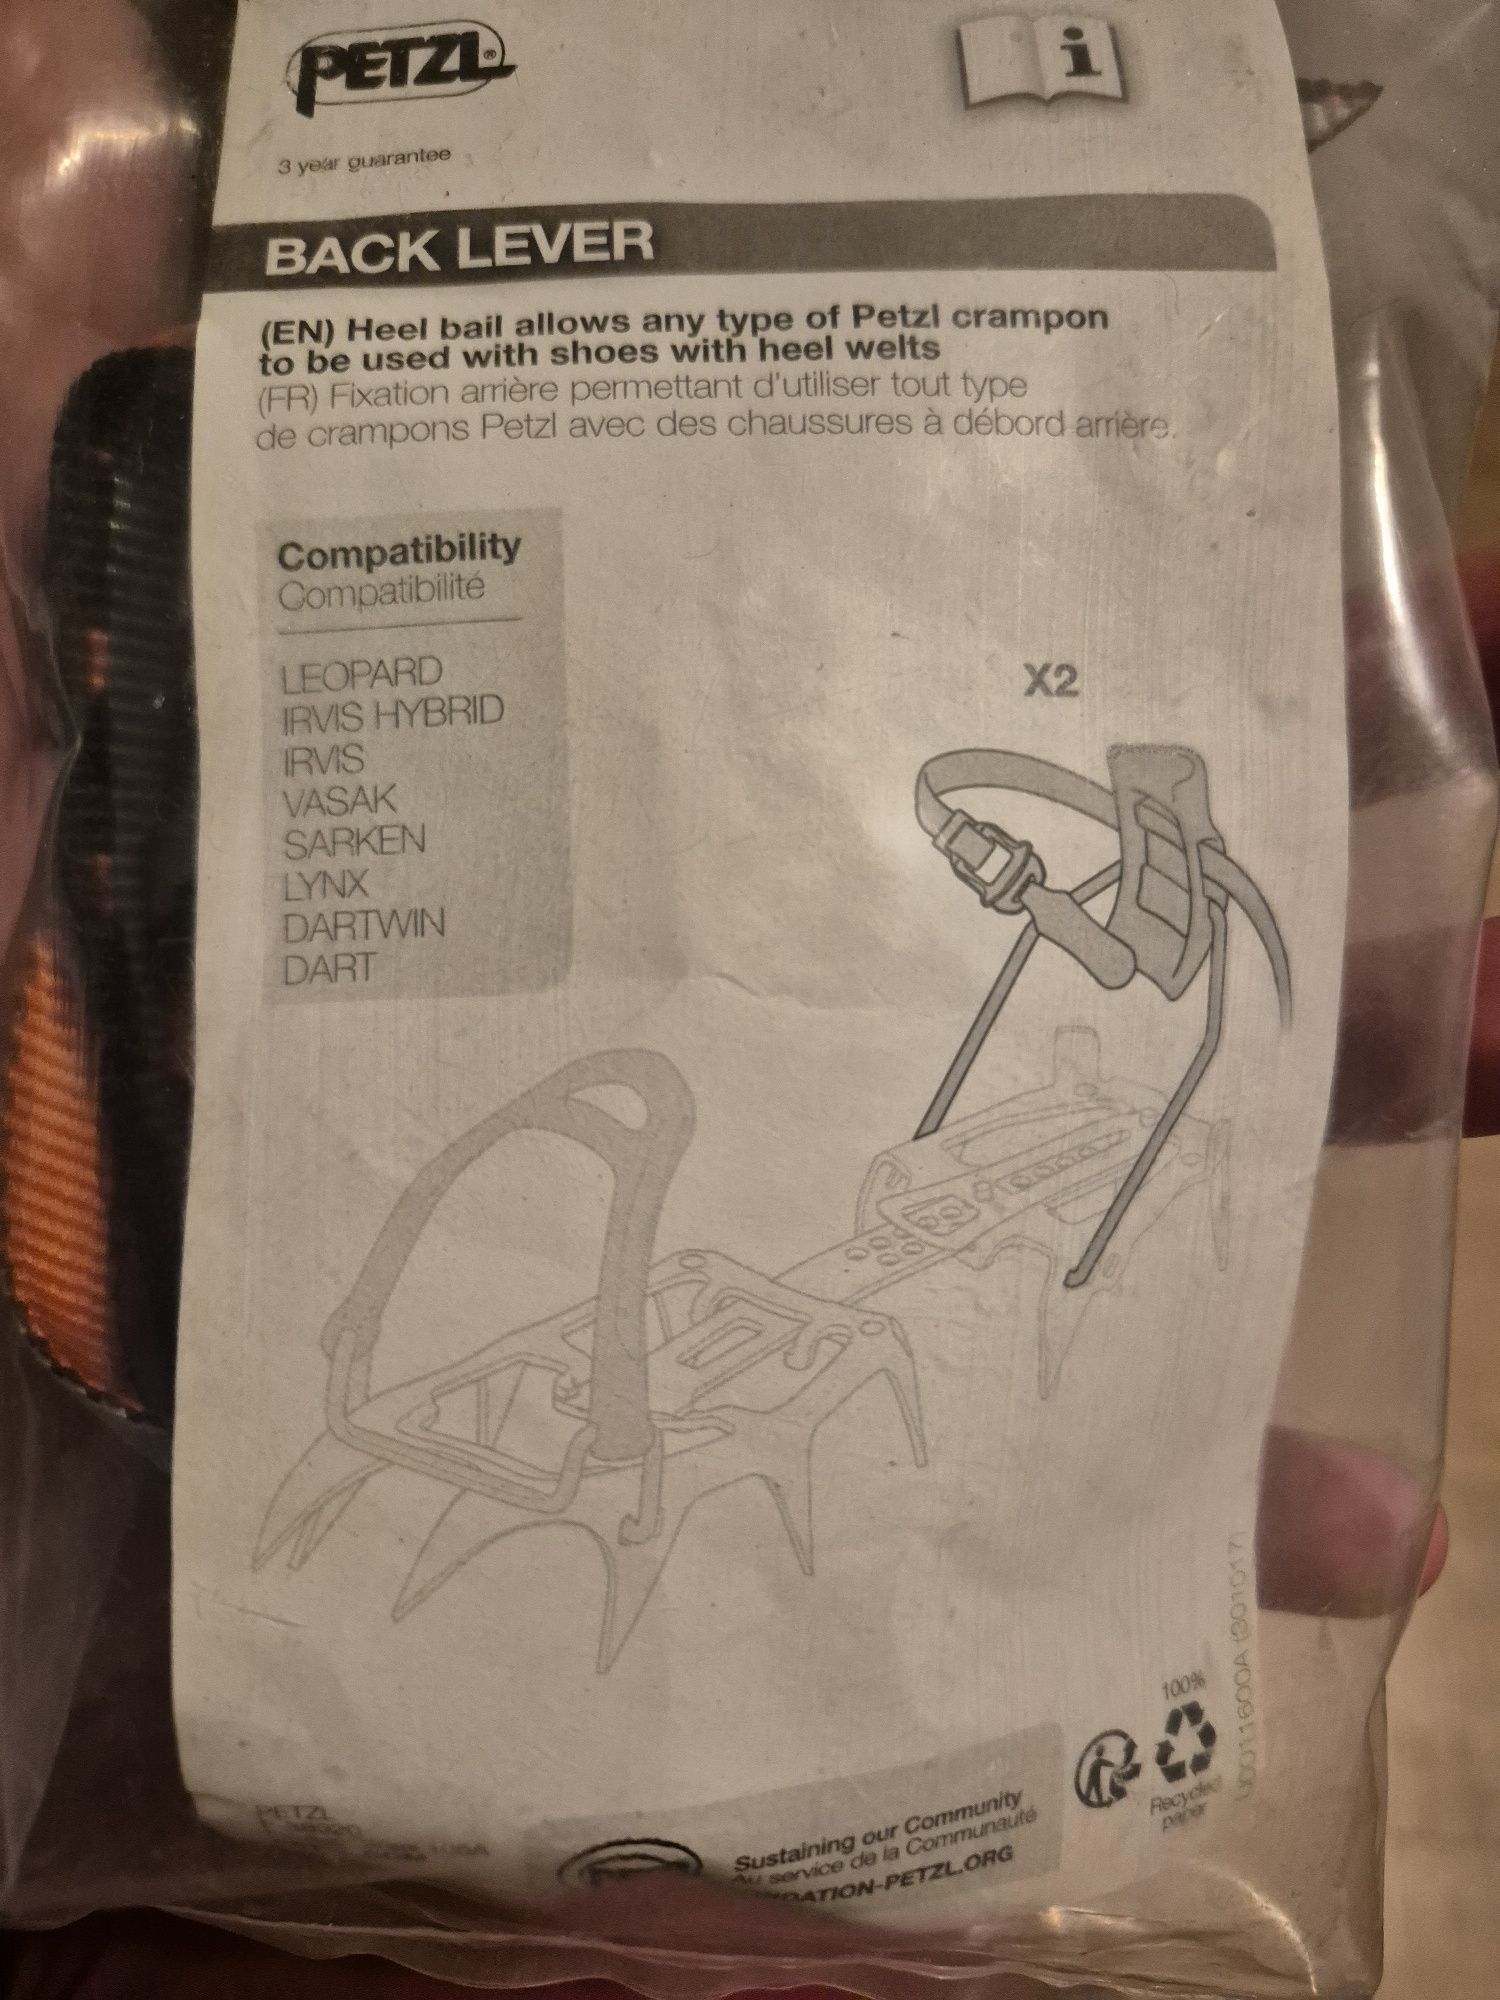 PETZL®
3 year guarantee
BACK LEVER
(EN) Heel bail allows any type of Petzl crampon
to be used with shoes with heel welts
(FR) Fixation arrière permettant d'utiliser tout type
de crampons Petzl avec des chaussures à débord arrière.
Compatibility
Compatibilité
LEOPARD
IRVIS HYBRID
IRVIS
VASAK
SARKEN
LYNX
DARTWIN
DART
X2
100%
Recycled
paper
PETZL
Sustaining our Community
Au service de la Communauté
DATION-PETZL.ORG